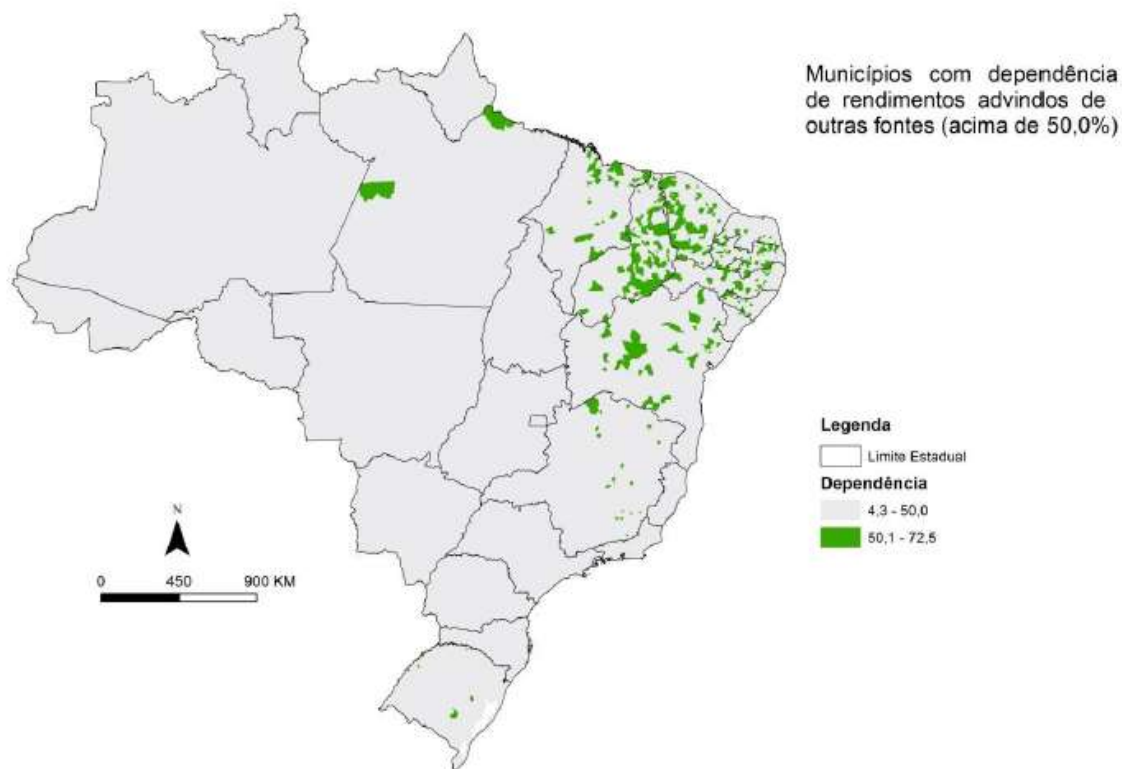 Municípios com dependência
de rendimentos advindos de
outras fontes (acima de 50,0%)
Legenda
Limite Estadual
Dependência
4,3 - 50,0
50,1 - 72,5
N
0 450 900 KM